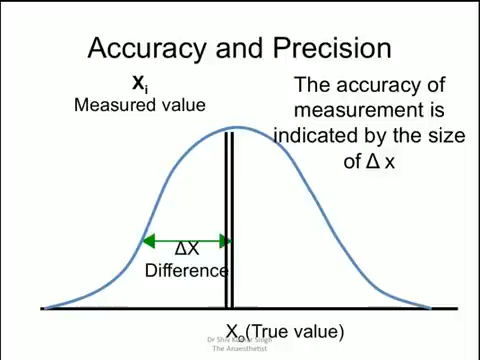 Accuracy and Precision
Xi
Measured value
The accuracy of
measurement is
indicated by the size
of Δ x
ΔX
Difference
Xo(True value)
Dr Shiv Kumar Singh
The Anaesthetist